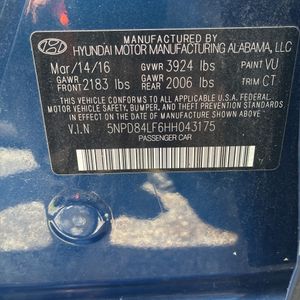 HYUNDAI MOTOR MANUFACTURING ALABAMA, LLC
Mar/14/16 GVWR 3924 lbs PAINT VU
GAWR FRONT 2183 lbs GAWR REAR 2006 lbs TRIM CT
THIS VEHICLE CONFORMS TO ALL APPLICABLE FEDERAL MOTOR
VEHICLE SAFETY, BUMPER, AND THEFT PREVENTION STANDARDS
IN EFFECT ON THE DATE OF MANUFACTURE SHOWN ABOVE.
MADE IN U.S.A.
V.I.N 5NPD84LF6HH043175
PASSENGER CAR